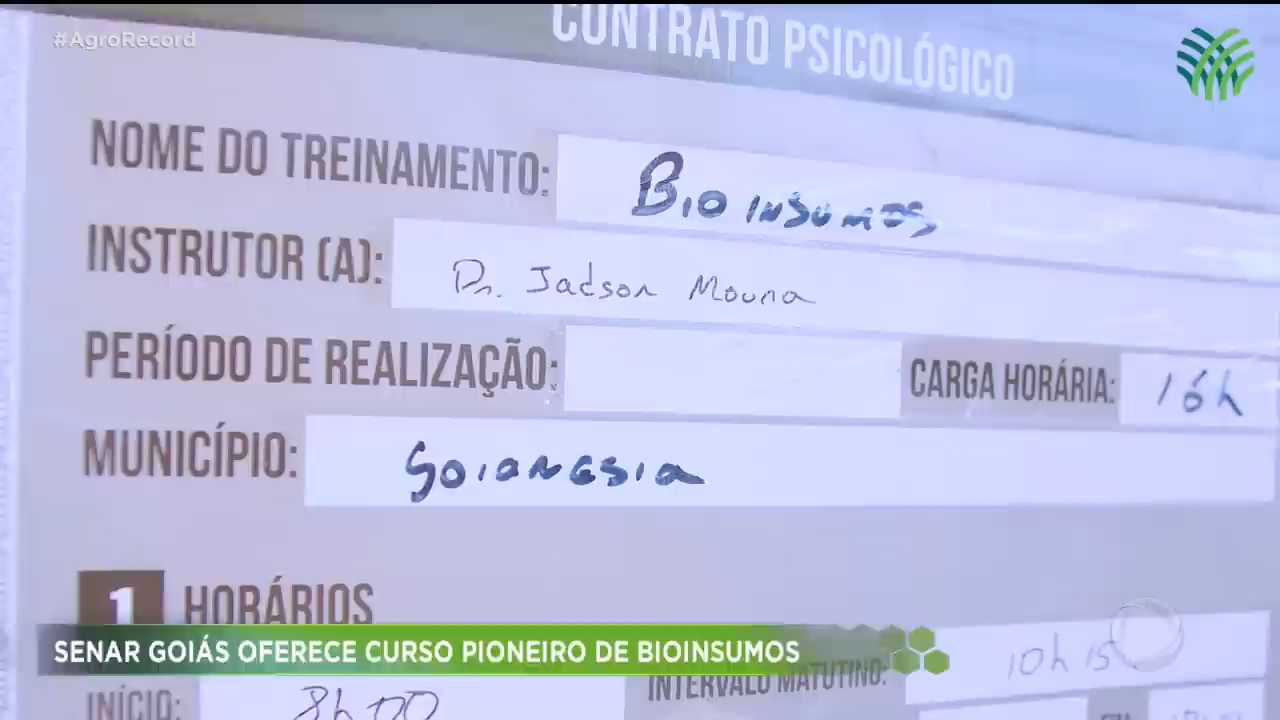 #AgroRecord
CONTRATO PSICOLÓGICO
NOME DO TREINAMENTO: BIOINSUMOS
INSTRUTOR (A): Dr. Jadson Moura
PERÍODO DE REALIZAÇÃO: CARGA HORÁRIA: 16h
MUNICÍPIO: GOIANESIA
1 HORÁRIOS
SENAR GOIÁS OFERECE CURSO PIONEIRO DE BIOINSUMOS
INÍCIO: 8h00 INTERVALO MATUTINO: 10h15